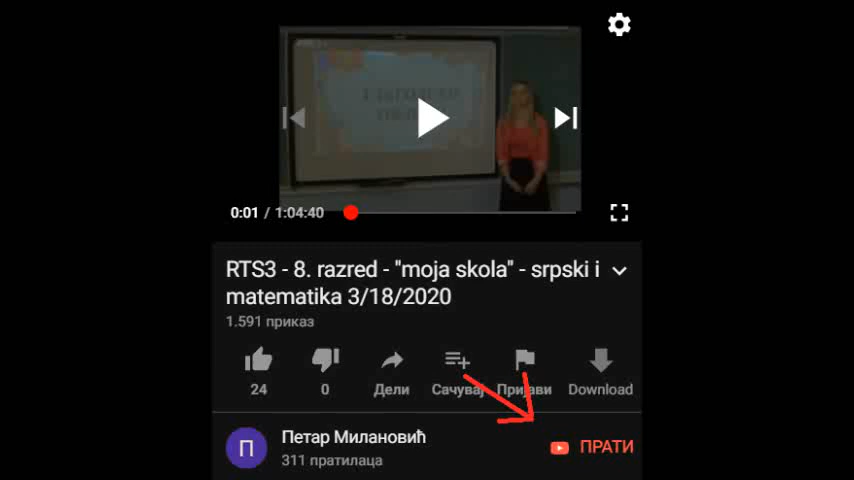 0:01 / 1:04:40
RTS3 - 8. razred - "moja skola" - srpski i
matematika 3/18/2020
1.591 приказ
24
0
Дели
Сачувај
Пријави
Download
П
Петар Милановић
311 пратилаца
ПРАТИ